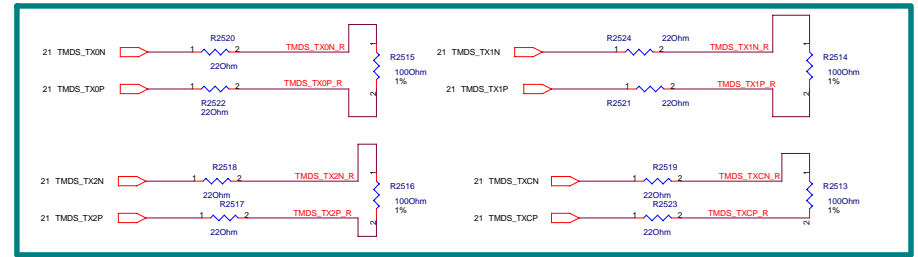 R2520
21 TMDS_TX0N
1 2
TMDS_TX0N_R
22Ohm
1
R2515
100Ohm
1%
2
21 TMDS_TX0P
1 2
TMDS_TX0P_R
R2522
22Ohm
R2524 22Ohm
21 TMDS_TX1N
1 2
TMDS_TX1N_R
1
R2514
100Ohm
1%
2
21 TMDS_TX1P
1 2
TMDS_TX1P_R
R2521 22Ohm
R2518
21 TMDS_TX2N
1 2
TMDS_TX2N_R
22Ohm
1
R2516
100Ohm
1%
2
R2517
21 TMDS_TX2P
1 2
TMDS_TX2P_R
22Ohm
R2519
21 TMDS_TXCN
1 2
TMDS_TXCN_R
22Ohm
1
R2513
100Ohm
1%
2
R2523
21 TMDS_TXCP
1 2
TMDS_TXCP_R
22Ohm